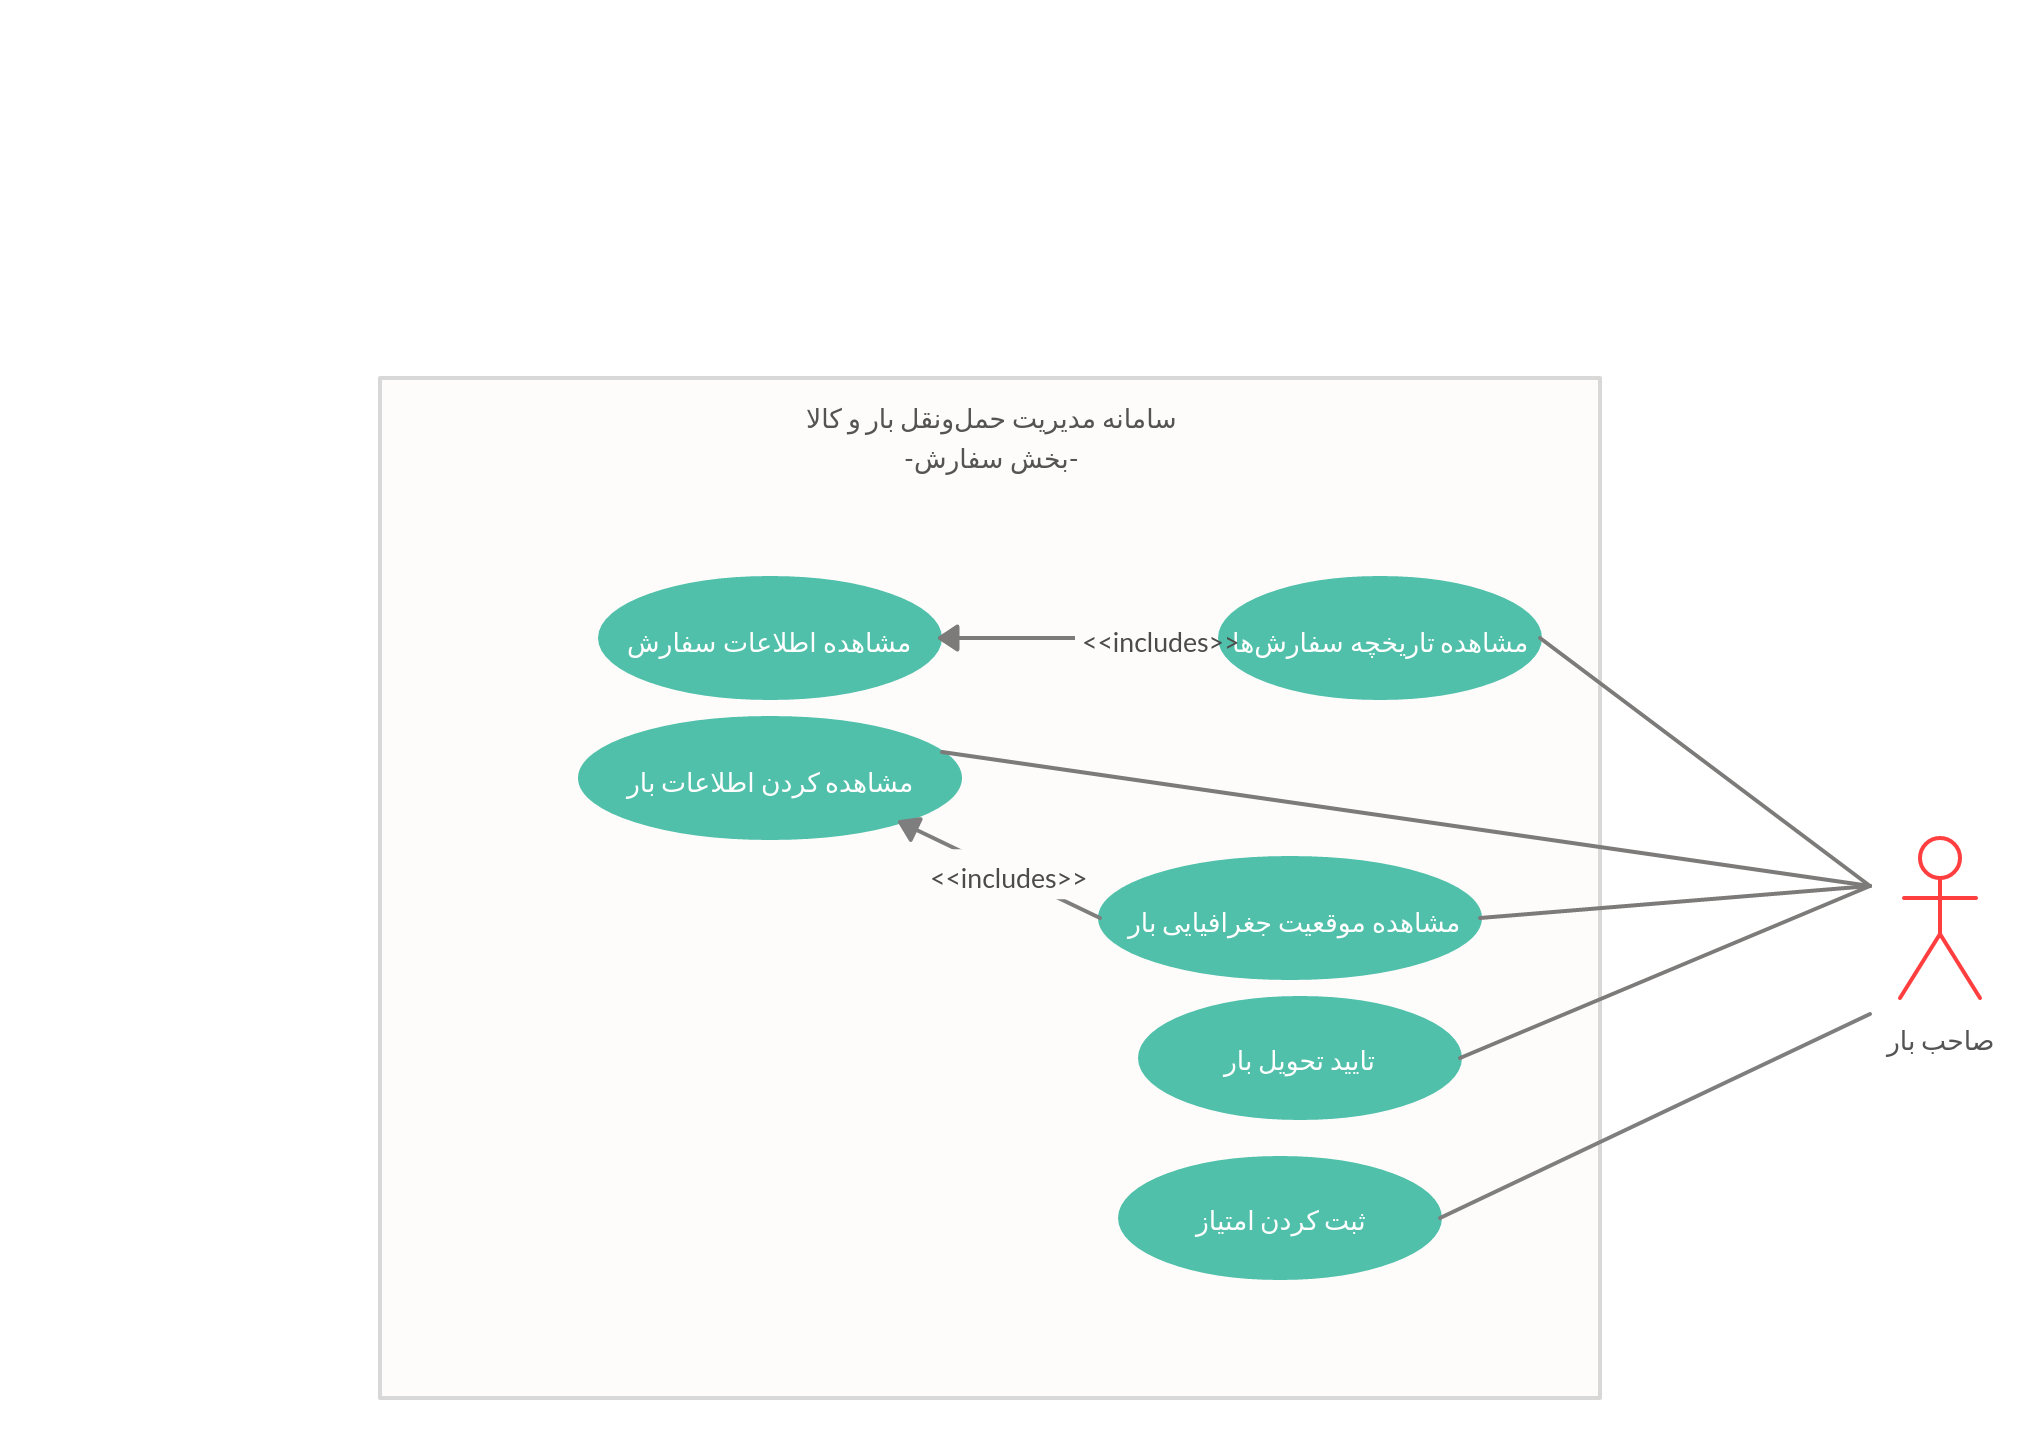 سامانه مدیریت حمل‌ونقل بار و کالا
-بخش سفارش-
مشاهده تاریخچه سفارش‌ها
<<includes>>
مشاهده اطلاعات سفارش
مشاهده کردن اطلاعات بار
<<includes>>
مشاهده موقعیت جغرافیایی بار
تایید تحویل بار
ثبت کردن امتیاز
صاحب بار